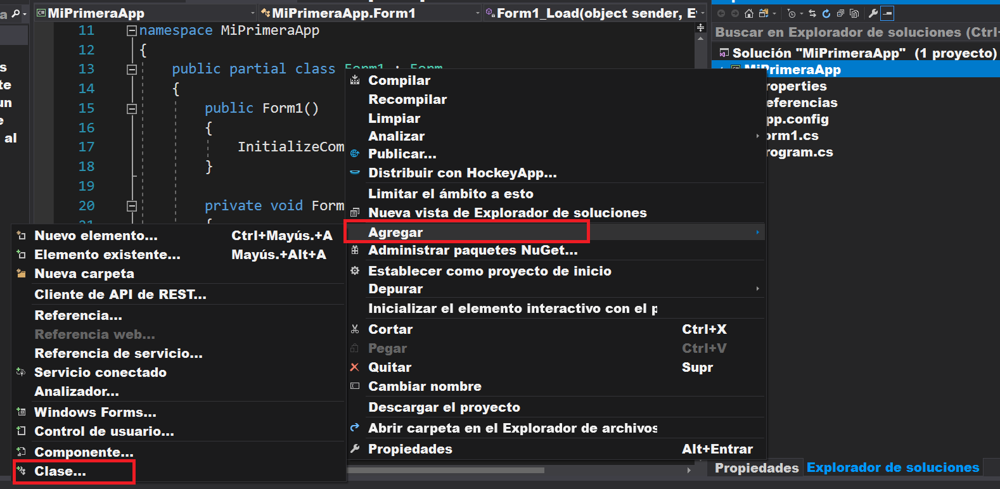 MiPrimeraApp
MiPrimeraApp.Form1
Form1_Load(object sender, E
11 namespace MiPrimeraApp
12 {
13 public partial class Form1 : Form
14 {
15 public Form1()
16 {
17 InitializeCom
18 }
19
20 private void Form
21 {
s
te
un
e
al
Buscar en Explorador de soluciones (Ctrl+
Solución "MiPrimeraApp" (1 proyecto)
MiPrimeraApp
roperties
eferencias
pp.config
orm1.cs
rogram.cs
Compilar
Recompilar
Limpiar
Analizar
Publicar...
Distribuir con HockeyApp...
Limitar el ámbito a esto
Nueva vista de Explorador de soluciones
Agregar
Administrar paquetes NuGet...
Establecer como proyecto de inicio
Depurar
Inicializar el elemento interactivo con el p
Cortar Ctrl+X
Pegar Ctrl+V
Quitar Supr
Cambiar nombre
Descargar el proyecto
Abrir carpeta en el Explorador de archivos
Propiedades Alt+Entrar
Nuevo elemento... Ctrl+Mayús.+A
Elemento existente... Mayús.+Alt+A
Nueva carpeta
Cliente de API de REST...
Referencia...
Referencia web...
Referencia de servicio...
Servicio conectado
Analizador...
Windows Forms...
Control de usuario...
Componente...
Clase...
Propiedades
Explorador de soluciones